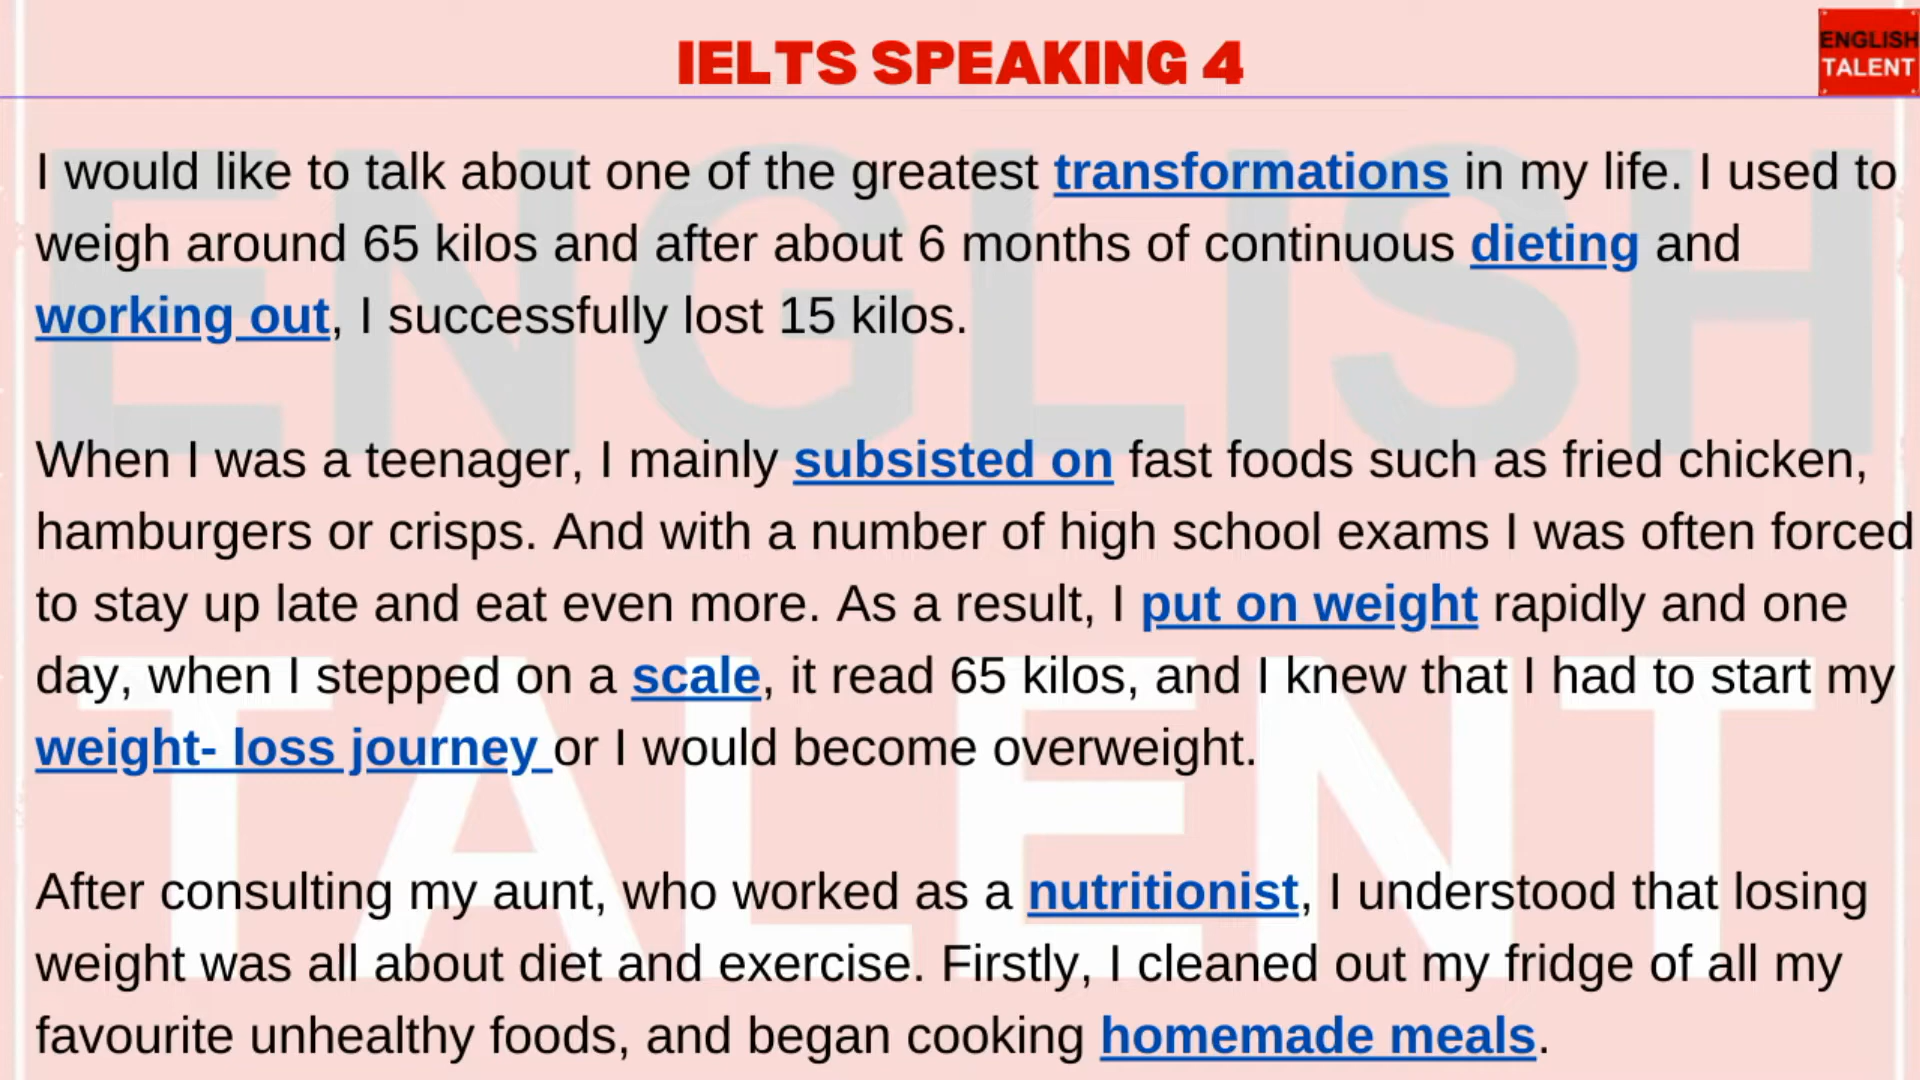 IELTS SPEAKING 4
ENGLISH
TALENT
I would like to talk about one of the greatest transformations in my life. I used to
weigh around 65 kilos and after about 6 months of continuous dieting and
working out, I successfully lost 15 kilos.
When I was a teenager, I mainly subsisted on fast foods such as fried chicken,
hamburgers or crisps. And with a number of high school exams I was often forced
to stay up late and eat even more. As a result, I put on weight rapidly and one
day, when I stepped on a scale, it read 65 kilos, and I knew that I had to start my
weight- loss journey or I would become overweight.
After consulting my aunt, who worked as a nutritionist, I understood that losing
weight was all about diet and exercise. Firstly, I cleaned out my fridge of all my
favourite unhealthy foods, and began cooking homemade meals.
ENGLISH
TALENT